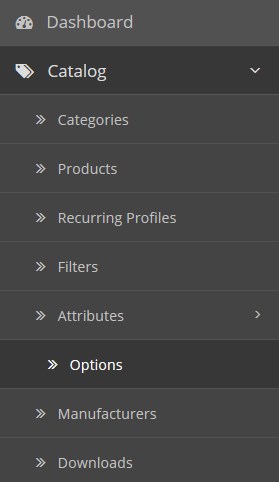 Dashboard
Catalog
Categories
Products
Recurring Profiles
Filters
Attributes
Options
Manufacturers
Downloads